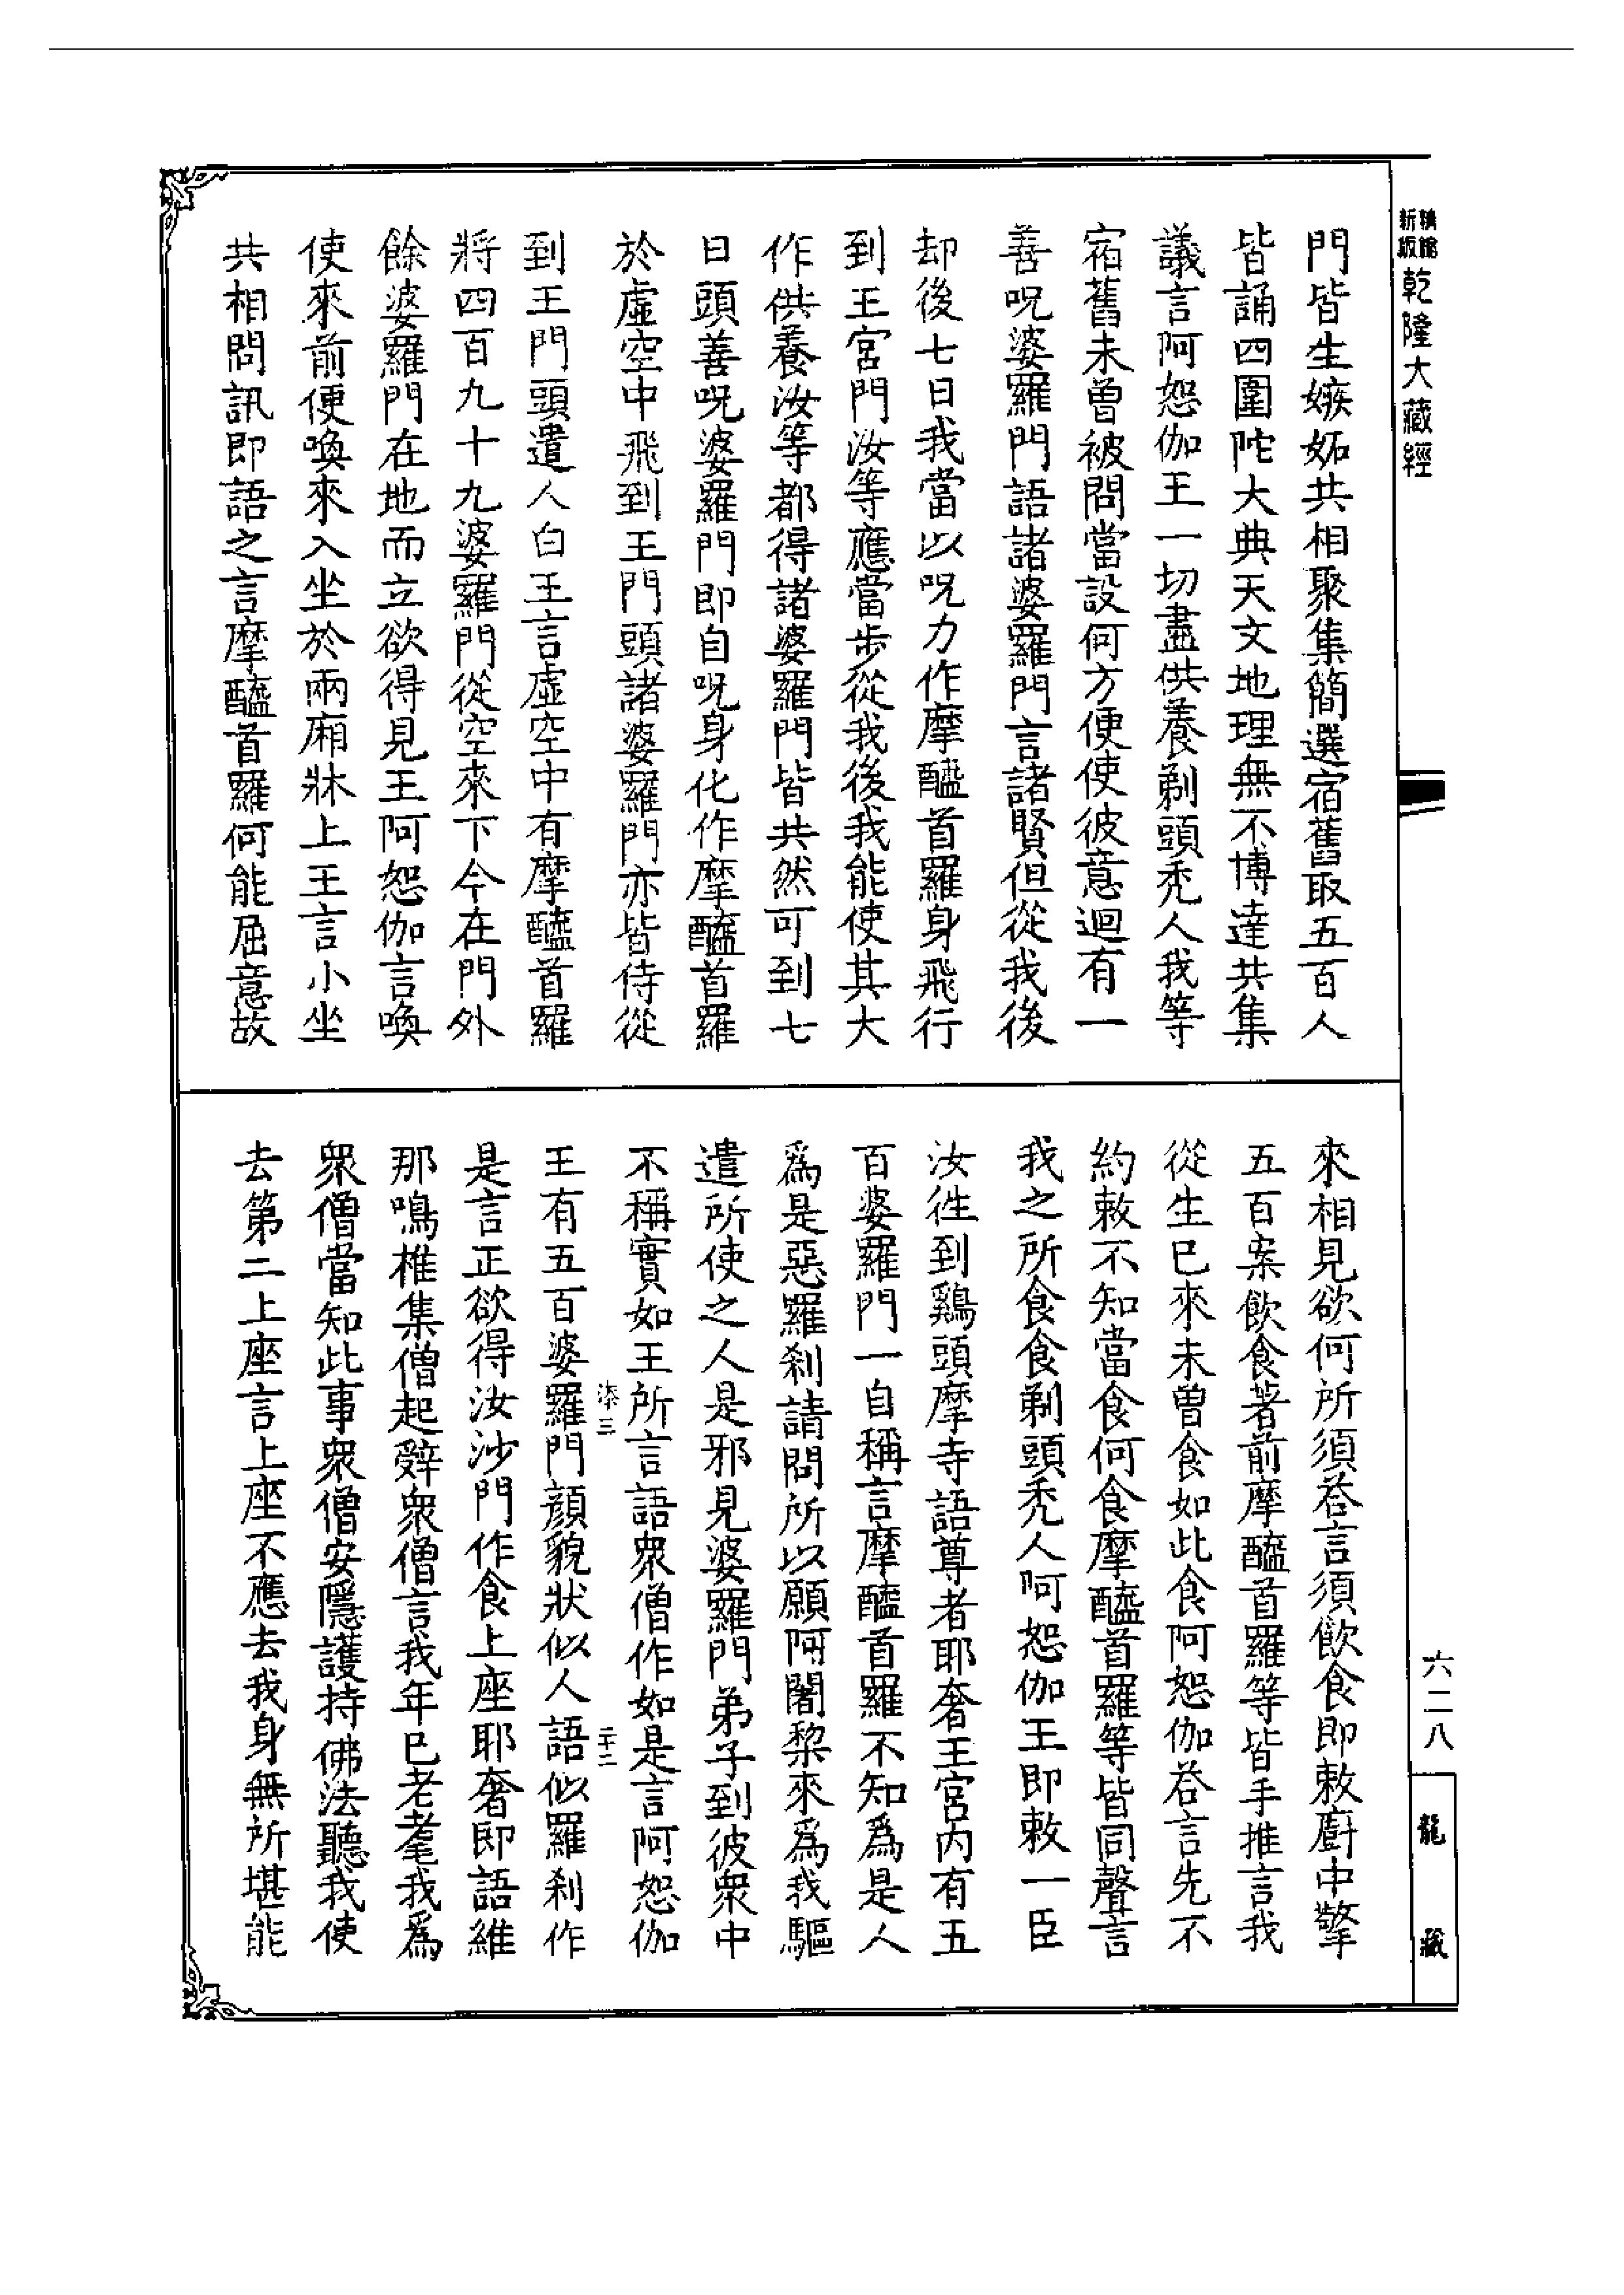 精縮新版乾隆大藏經
門皆生嫉妬共相聚集簡選宿舊取五百人
皆誦四圍陀大典天文地理無不博達共集
議言阿恕伽王一切盡供養剃頭禿人我等
宿舊未曾被問當設何方便使彼意迴有一
善呪婆羅門語諸婆羅門言諸賢但從我後
却後七日我當以呪力作摩醯首羅身飛行
到王宮門汝等應當步從我後我能使其大
作供養汝等都得諸婆羅門皆共然可到七
日頭善呪婆羅門即自呪身化作摩醯首羅
於虛空中飛到王門頭諸婆羅門亦皆侍從
到王門頭遣人白王言虛空中有摩醯首羅
將四百九十九婆羅門從空來下今在門外
餘婆羅門在地而立欲得見王阿恕伽言喚
使來前便喚來入坐於兩廂牀上王言小坐
共相問訊即語之言摩醯首羅何能屈意故
來相見欲何所須荅言須飲食即敕廚中擎
五百案飲食著前摩醯首羅等皆手推言我
從生已來未曾食如此食阿恕伽荅言先不
約敕不知當食何食摩醯首羅等皆同聲言
我之所食食剃頭禿人阿恕伽王即敕一臣
汝往到鷄頭摩寺語尊者耶奢王宮内有五
百婆羅門一自稱言摩醯首羅不知爲是人
爲是惡羅刹請問所以願阿闍黎來爲我驅
遣所使之人是邪見婆羅門弟子到彼衆中
不稱實如王所言語衆僧作如是言阿恕伽
漆三 二十二
王有五百婆羅門顔貌狀似人語似羅刹作
是言正欲得汝沙門作食上座耶奢即語維
那鳴椎集僧起辤衆僧言我年已老耄我爲
衆僧當知此事衆僧安隱護持佛法聽我使
去第二上座言上座不應去我身無所堪能
六二八
龍藏